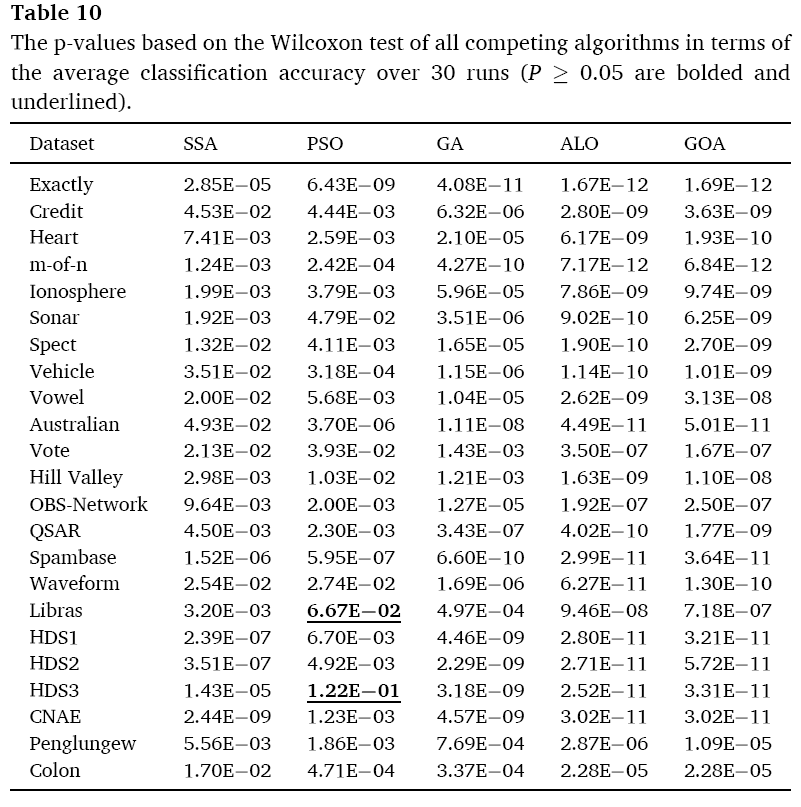 Table 10
The p-values based on the Wilcoxon test of all competing algorithms in terms of
the average classification accuracy over 30 runs (P ≥ 0.05 are bolded and
underlined).
Dataset SSA PSO GA ALO GOA
Exactly 2.85E−05 6.43E−09 4.08E−11 1.67E−12 1.69E−12
Credit 4.53E−02 4.44E−03 6.32E−06 2.80E−09 3.63E−09
Heart 7.41E−03 2.59E−03 2.10E−05 6.17E−09 1.93E−10
m-of-n 1.24E−03 2.42E−04 4.27E−10 7.17E−12 6.84E−12
Ionosphere 1.99E−03 3.79E−03 5.96E−05 7.86E−09 9.74E−09
Sonar 1.92E−03 4.79E−02 3.51E−06 9.02E−10 6.25E−09
Spect 1.32E−02 4.11E−03 1.65E−05 1.90E−10 2.70E−09
Vehicle 3.51E−02 3.18E−04 1.15E−06 1.14E−10 1.01E−09
Vowel 2.00E−02 5.68E−03 1.04E−05 2.62E−09 3.13E−08
Australian 4.93E−02 3.70E−06 1.11E−08 4.49E−11 5.01E−11
Vote 2.13E−02 3.93E−02 1.43E−03 3.50E−07 1.67E−07
Hill Valley 2.98E−03 1.03E−02 1.21E−03 1.63E−09 1.10E−08
OBS-Network 9.64E−03 2.00E−03 1.27E−05 1.92E−07 2.50E−07
QSAR 4.50E−03 2.30E−03 3.43E−07 4.02E−10 1.77E−09
Spambase 1.52E−06 5.95E−07 6.60E−10 2.99E−11 3.64E−11
Waveform 2.54E−02 2.74E−02 1.69E−06 6.27E−11 1.30E−10
Libras 3.20E−03 6.67E−02 4.97E−04 9.46E−08 7.18E−07
HDS1 2.39E−07 6.70E−03 4.46E−09 2.80E−11 3.21E−11
HDS2 3.51E−07 4.92E−03 2.29E−09 2.71E−11 5.72E−11
HDS3 1.43E−05 1.22E−01 3.18E−09 2.52E−11 3.31E−11
CNAE 2.44E−09 1.23E−03 4.57E−09 3.02E−11 3.02E−11
Penglungew 5.56E−03 1.86E−03 7.69E−04 2.87E−06 1.09E−05
Colon 1.70E−02 4.71E−04 3.37E−04 2.28E−05 2.28E−05